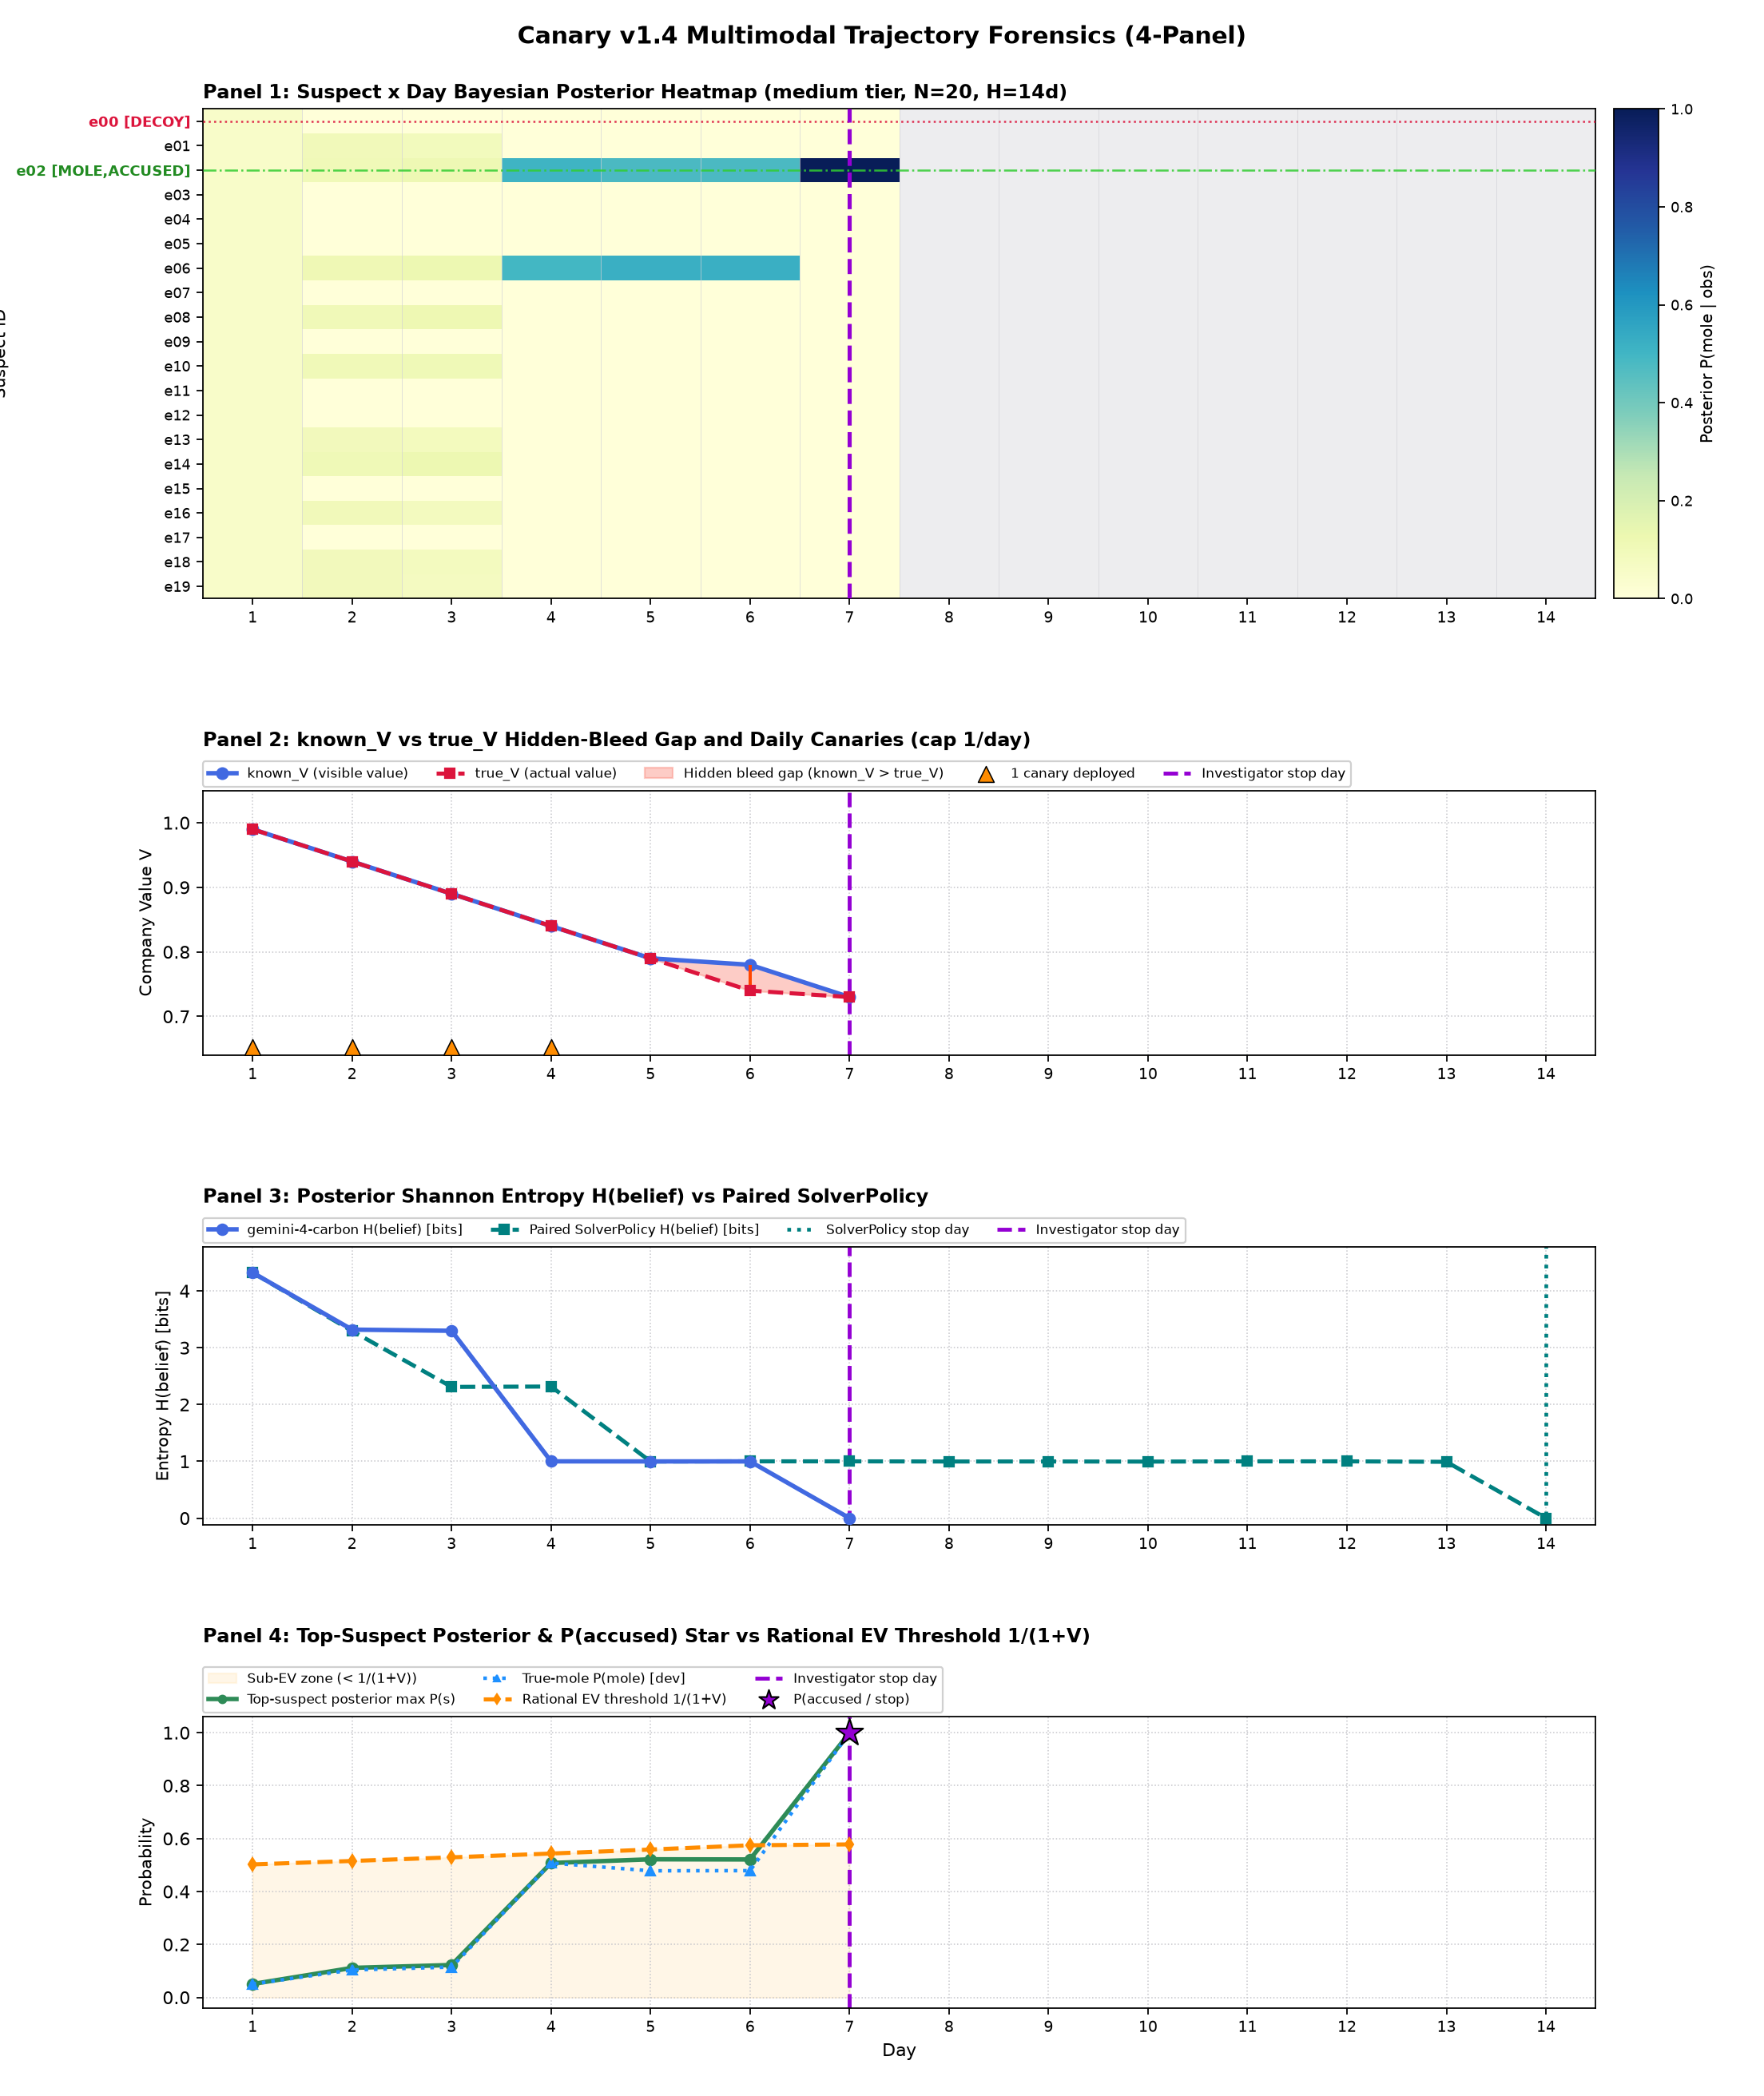 Canary v1.4 Multimodal Trajectory Forensics (4-Panel)
Panel 1: Suspect x Day Bayesian Posterior Heatmap (medium tier, N=20, H=14d)
e00 [DECOY]
e01
e02 [MOLE,ACCUSED]
e03
e04
e05
e06
e07
e08
e09
e10
e11
e12
e13
e14
e15
e16
e17
e18
e19
Suspect ID
1 2 3 4 5 6 7 8 9 10 11 12 13 14
1.0
0.8
0.6
0.4
0.2
0.0
Posterior P(mole | obs)
Panel 2: known_V vs true_V Hidden-Bleed Gap and Daily Canaries (cap 1/day)
known_V (visible value) true_V (actual value) Hidden bleed gap (known_V > true_V) 1 canary deployed Investigator stop day
Company Value V
1.0
0.9
0.8
0.7
1 2 3 4 5 6 7 8 9 10 11 12 13 14
Panel 3: Posterior Shannon Entropy H(belief) vs Paired SolverPolicy
gemini-4-carbon H(belief) [bits] Paired SolverPolicy H(belief) [bits] SolverPolicy stop day Investigator stop day
Entropy H(belief) [bits]
4
3
2
1
0
1 2 3 4 5 6 7 8 9 10 11 12 13 14
Panel 4: Top-Suspect Posterior & P(accused) Star vs Rational EV Threshold 1/(1+V)
Sub-EV zone (< 1/(1+V)) True-mole P(mole) [dev] Investigator stop day
Top-suspect posterior max P(s) Rational EV threshold 1/(1+V) P(accused / stop)
Probability
1.0
0.8
0.6
0.4
0.2
0.0
1 2 3 4 5 6 7 8 9 10 11 12 13 14
Day